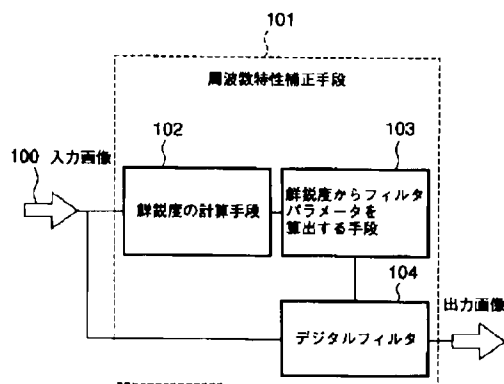 101
周波数特性補正手段
102
103
100 入力画像
鮮鋭度の計算手段
鮮鋭度からフィルタ
パラメータを
算出する手段
104
出力画像
デジタルフィルタ